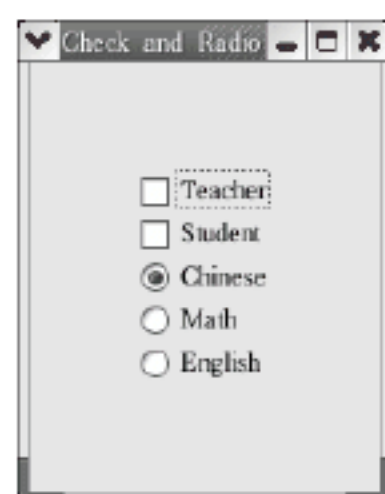 Check and Radio
Teacher
Student
Chinese
Math
English